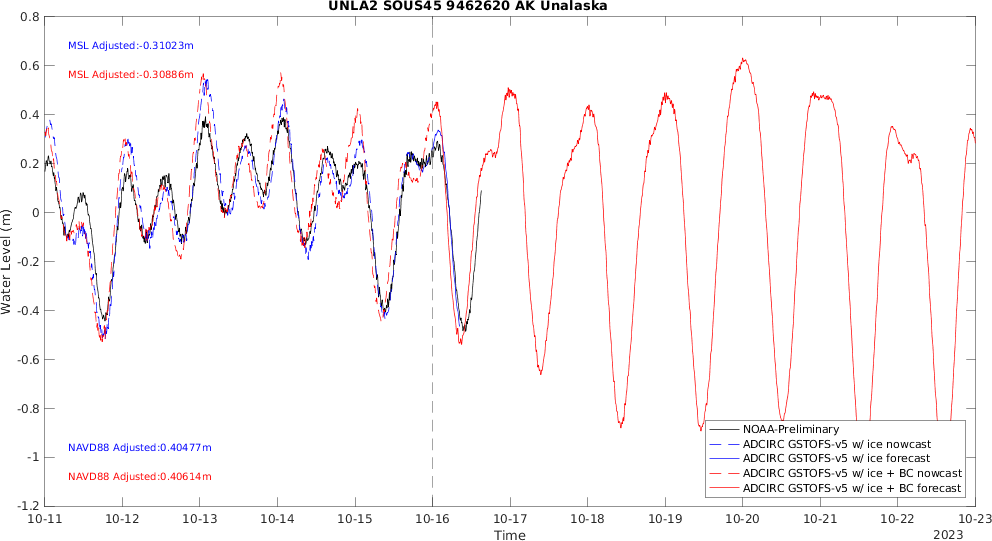 UNLA2 SOUS45 9462620 AK Unalaska
MSL Adjusted:-0.31023m
MSL Adjusted:-0.30886m
NAVD88 Adjusted:0.40477m
NAVD88 Adjusted:0.40614m
Water Level (m)
0.8
0.6
0.4
0.2
0
-0.2
-0.4
-0.6
-0.8
-1
-1.2
NOAA-Preliminary
ADCIRC GSTOFS-v5 w/ ice nowcast
ADCIRC GSTOFS-v5 w/ ice forecast
ADCIRC GSTOFS-v5 w/ ice + BC nowcast
ADCIRC GSTOFS-v5 w/ ice + BC forecast
10-11 10-12 10-13 10-14 10-15 10-16 10-17 10-18 10-19 10-20 10-21 10-22 10-23
Time
2023